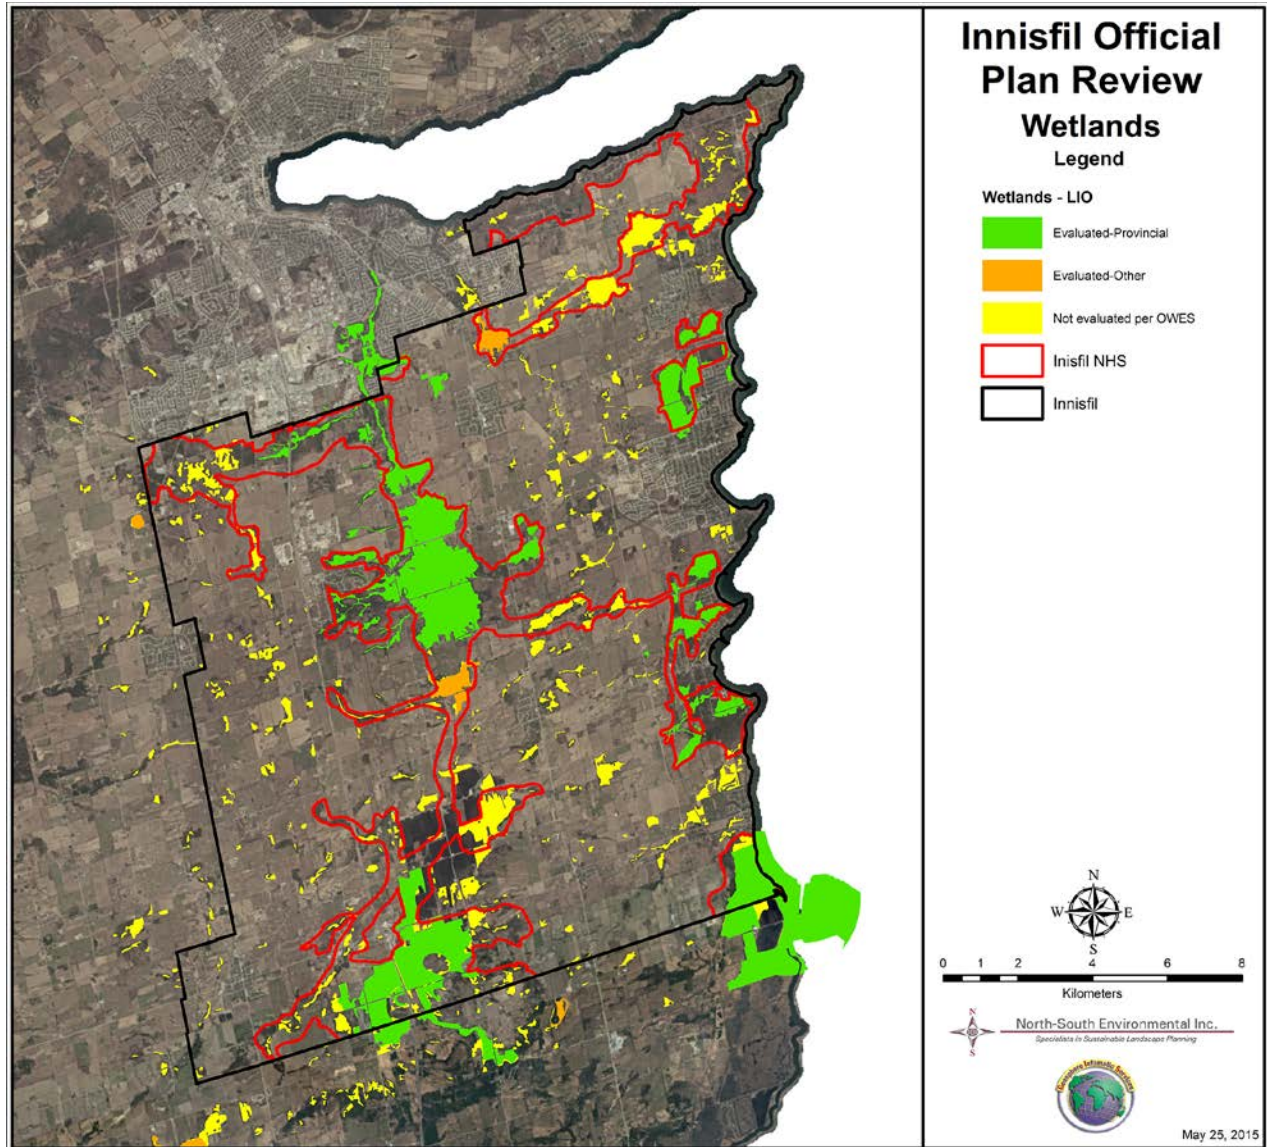 Innisfil Official
Plan Review
Wetlands
Legend
Wetlands - LIO
Evaluated-Provincial
Evaluated-Other
Not evaluated per OWES
Inisfil NHS
Innisfil
N
W E
S
0 1 2 4 6 8
Kilometers
N
S
North-South Environmental Inc.
Specialists in Sustainable Landscape Planning
May 25, 2015